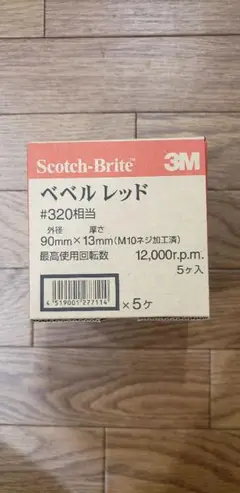 Scotch-Brite™ 3M
ベベル レッド
#320相当
外径 厚さ
90mm×13mm(M10ネジ加工済)
最高使用回転数 12,000r.p.m.
5ヶ入
×5ケ
4519001277114